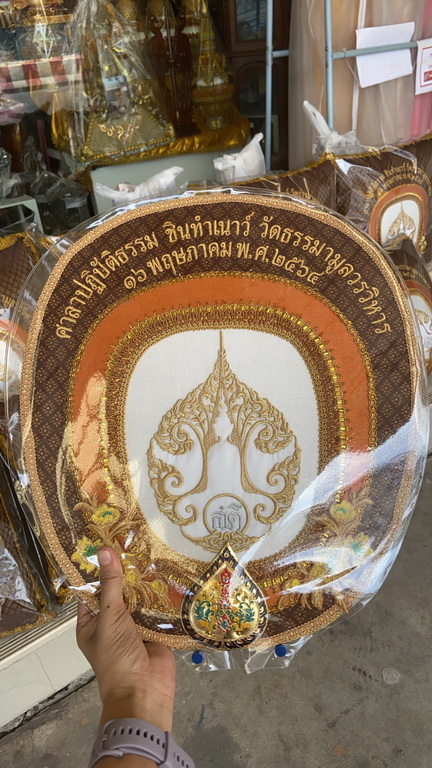 ศาลาปฏิบัติธรรม ชินทำเนาว์ วัดธรรมามูลวรวิหาร
๑๖ พฤษภาคม พ.ศ.๒๕๖๔